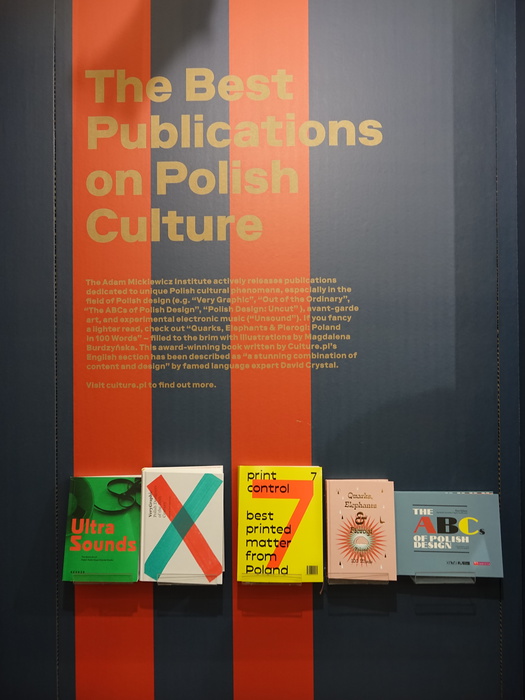 The Best
Publications
on Polish
Culture
The Adam Mickiewicz Institute actively releases publications
dedicated to unique Polish cultural phenomena, especially in the
field of Polish design (e.g. “Very Graphic”, “Out of the Ordinary”,
“The ABCs of Polish Design”, “Polish Design: Uncut”), avant-garde
art, and experimental electronic music (“Unsound”). If you fancy
a lighter read, check out “Quarks, Elephants & Pierogi: Poland
in 100 Words” – filled to the brim with illustrations by Magdalena
Burdzyńska. This award-winning book written by Culture.pl’s
English section has been described as “a stunning combination of
content and design” by famed language expert David Crystal.
Visit culture.pl to find out more.
Ultra
Sounds
print
control
7
7
best
printed
matter
from
Poland
Quarks,
Elephants
&
Pierogi
THE
ABCs
OF POLISH
DESIGN